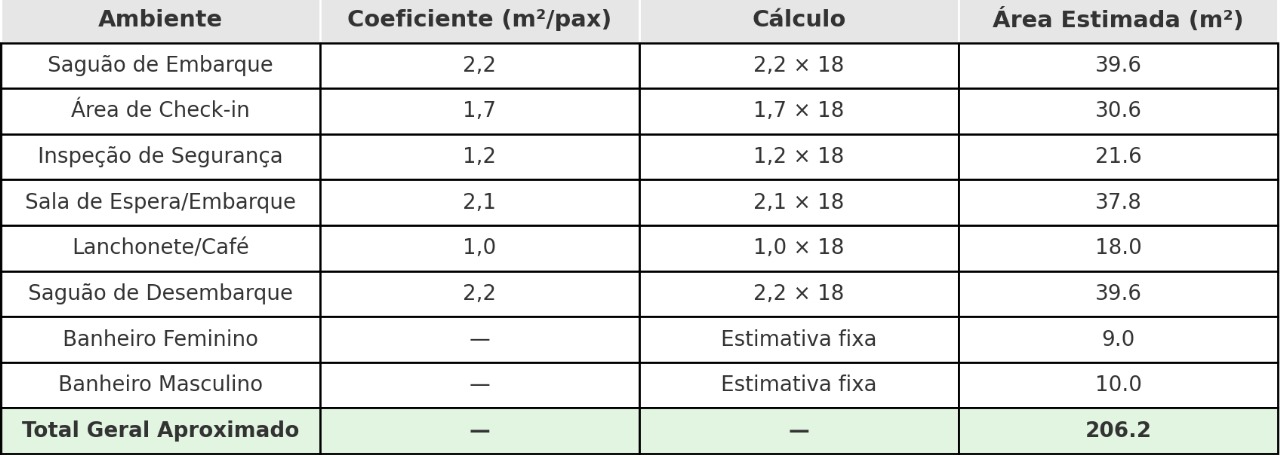 Ambiente Coeficiente (m²/pax) Cálculo Área Estimada (m²)
Saguão de Embarque 2,2 2,2 × 18 39.6
Área de Check-in 1,7 1,7 × 18 30.6
Inspeção de Segurança 1,2 1,2 × 18 21.6
Sala de Espera/Embarque 2,1 2,1 × 18 37.8
Lanchonete/Café 1,0 1,0 × 18 18.0
Saguão de Desembarque 2,2 2,2 × 18 39.6
Banheiro Feminino — Estimativa fixa 9.0
Banheiro Masculino — Estimativa fixa 10.0
Total Geral Aproximado — — 206.2